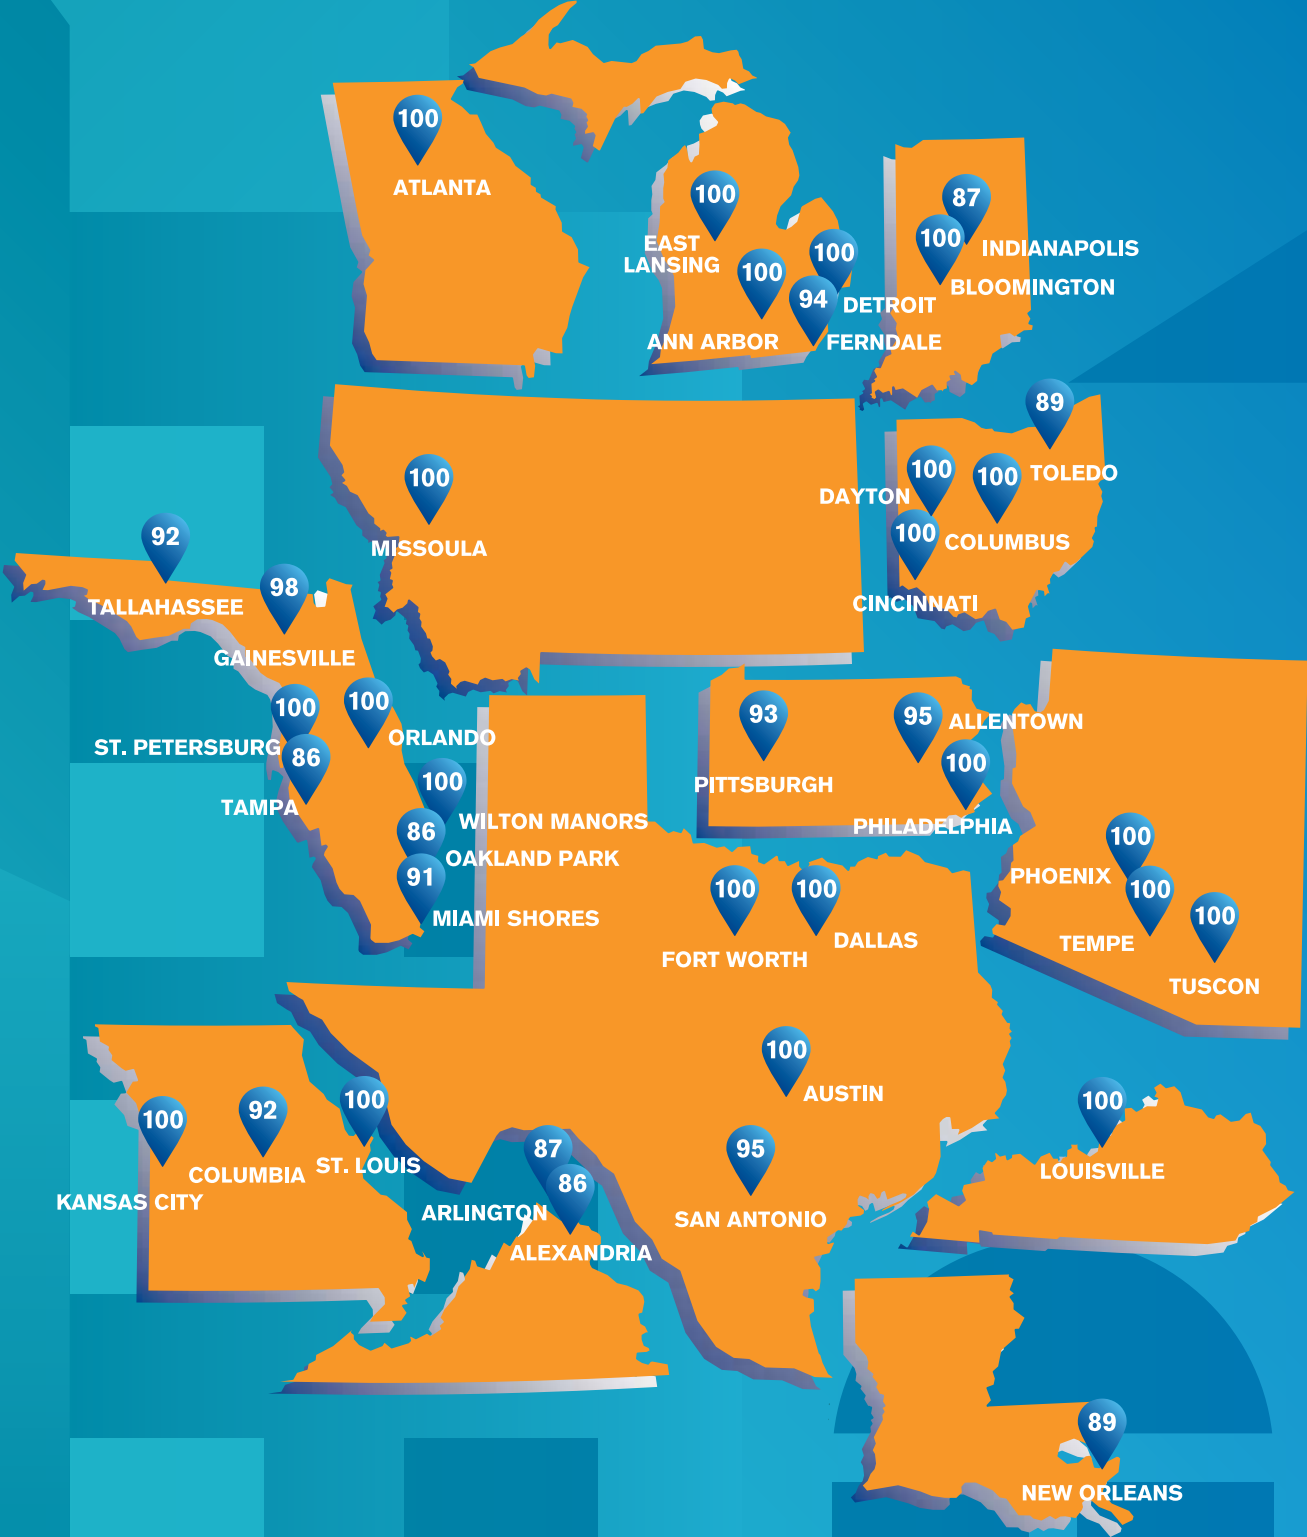 100
ATLANTA
100
EAST
LANSING
100
ANN ARBOR
100
DETROIT
94
FERNDALE
87
INDIANAPOLIS
100
BLOOMINGTON
100
MISSOULA
89
TOLEDO
100
DAYTON
100
COLUMBUS
100
CINCINNATI
92
TALLAHASSEE
98
GAINESVILLE
100
ST. PETERSBURG
100
ORLANDO
86
TAMPA
100
WILTON MANORS
86
OAKLAND PARK
91
MIAMI SHORES
93
PITTSBURGH
95
ALLENTOWN
100
PHILADELPHIA
100
PHOENIX
100
TEMPE
100
TUSCON
100
FORT WORTH
100
DALLAS
100
AUSTIN
95
SAN ANTONIO
100
KANSAS CITY
92
COLUMBIA
100
ST. LOUIS
87
ARLINGTON
86
ALEXANDRIA
100
LOUISVILLE
89
NEW ORLEANS